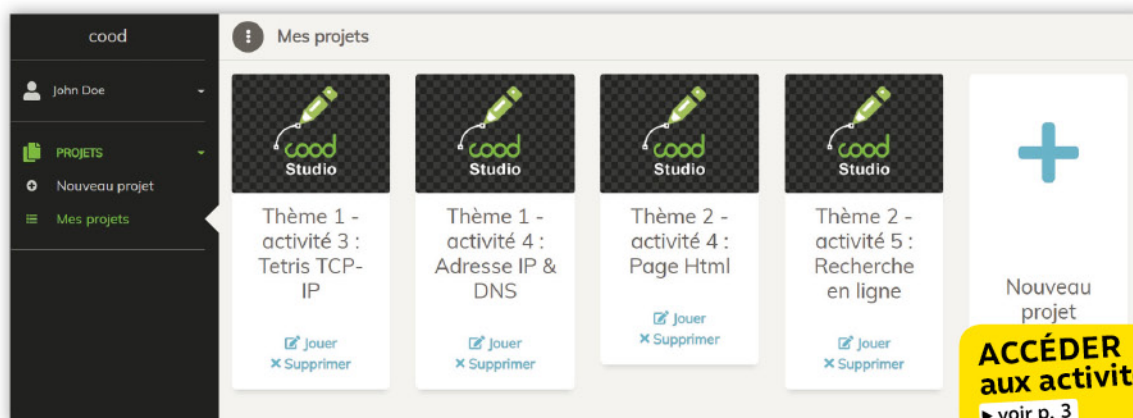 cood
Mes projets
John Doe
PROJETS
Nouveau projet
Mes projets
cood
Studio
Thème 1 -
activité 3 :
Tetris TCP-
IP
Jouer
Supprimer
cood
Studio
Thème 1 -
activité 4 :
Adresse IP &
DNS
Jouer
Supprimer
cood
Studio
Thème 2 -
activité 4 :
Page Html
Jouer
Supprimer
cood
Studio
Thème 2 -
activité 5 :
Recherche
en ligne
Jouer
Supprimer
Nouveau
projet
ACCÉDER
aux activit
voir p. 3